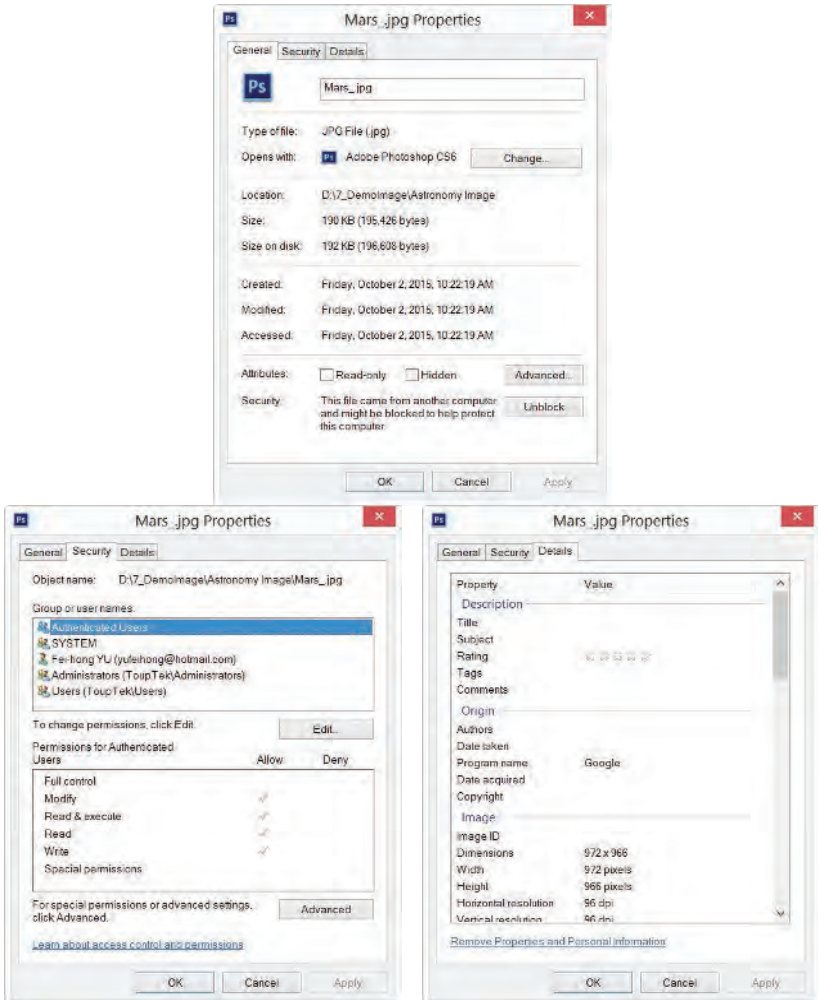 Ps Mars_.jpg Properties
General Security Details
Ps Mars_.jpg
Type of file: JPG File (.jpg)
Opens with: Ps Adobe Photoshop CS6 Change...
Location: D:\7_DemoImage\Astronomy Image
Size: 190 KB (195,426 bytes)
Size on disk: 192 KB (196,608 bytes)
Created: Friday, October 2, 2015, 10:22:19 AM
Modified: Friday, October 2, 2015, 10:22:19 AM
Accessed: Friday, October 2, 2015, 10:22:19 AM
Attributes: Read-only Hidden Advanced...
Security: This file came from another computer
and might be blocked to help protect
this computer. Unblock
OK Cancel Apply
Ps Mars_.jpg Properties
General Security Details
Object name: D:\7_DemoImage\Astronomy Image\Mars_.jpg
Group or user names:
Authenticated Users
SYSTEM
Fei-hong YU (yufeihong@hotmail.com)
Administrators (ToupTek\Administrators)
Users (ToupTek\Users)
To change permissions, click Edit. Edit...
Permissions for Authenticated
Users Allow Deny
Full control
Modify
Read & execute
Read
Write
Special permissions
For special permissions or advanced settings,
click Advanced. Advanced
Learn about access control and permissions
OK Cancel Apply
Ps Mars_.jpg Properties
General Security Details
Property Value
Description
Title
Subject
Rating
Tags
Comments
Origin
Authors
Date taken
Program name Google
Date acquired
Copyright
Image
Image ID
Dimensions 972 x 966
Width 972 pixels
Height 966 pixels
Horizontal resolution 96 dpi
Vertical resolution 96 dpi
Remove Properties and Personal Information
OK Cancel Apply